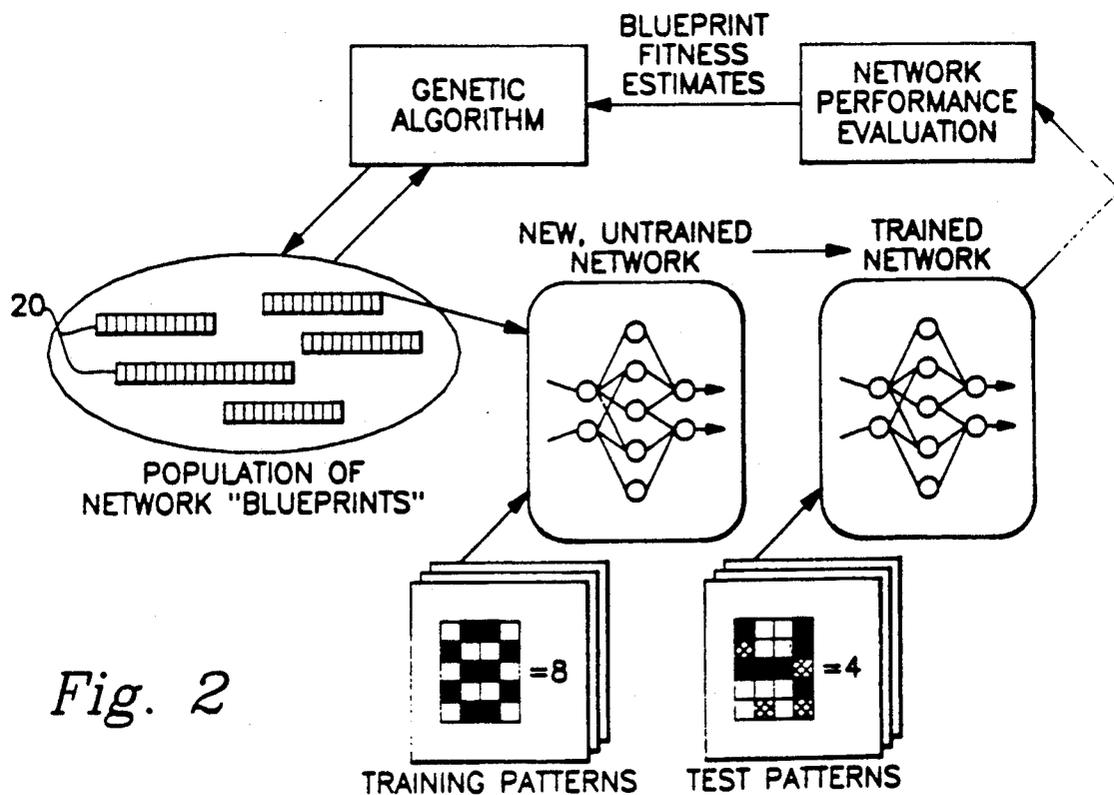 BLUEPRINT
FITNESS
ESTIMATES
GENETIC
ALGORITHM
NETWORK
PERFORMANCE
EVALUATION
NEW, UNTRAINED
NETWORK
TRAINED
NETWORK
20
POPULATION OF
NETWORK "BLUEPRINTS"
=8
=4
Fig. 2
TRAINING PATTERNS
TEST PATTERNS